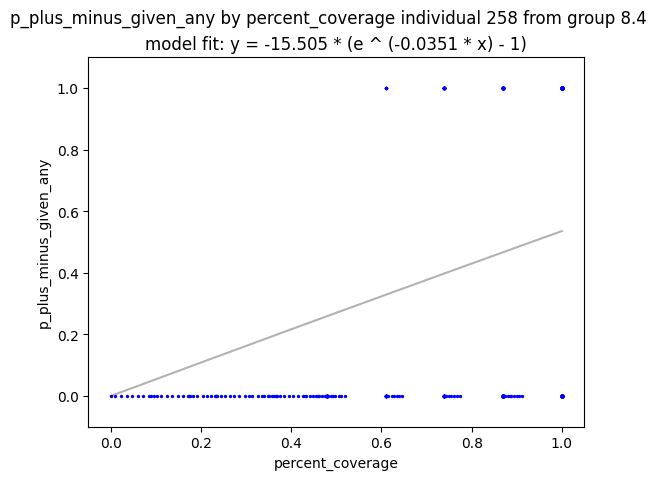 p_plus_minus_given_any by percent_coverage individual 258 from group 8.4
model fit: y = -15.505 * (e ^ (-0.0351 * x) - 1)
1.0
0.8
0.6
0.4
0.2
0.0
p_plus_minus_given_any
0.0 0.2 0.4 0.6 0.8 1.0
percent_coverage